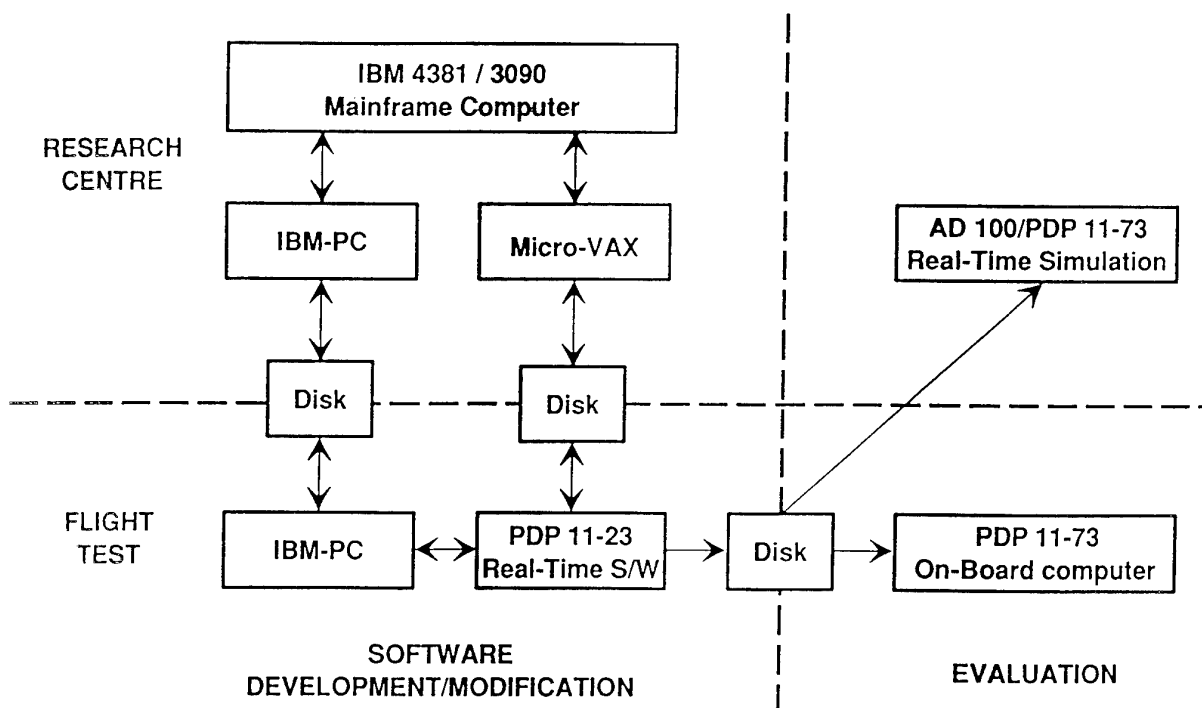 IBM 4381 / 3090
Mainframe Computer
RESEARCH
CENTRE
IBM-PC
Micro-VAX
AD 100/PDP 11-73
Real-Time Simulation
Disk
Disk
FLIGHT
TEST
IBM-PC
PDP 11-23
Real-Time S/W
Disk
PDP 11-73
On-Board computer
SOFTWARE
DEVELOPMENT/MODIFICATION
EVALUATION